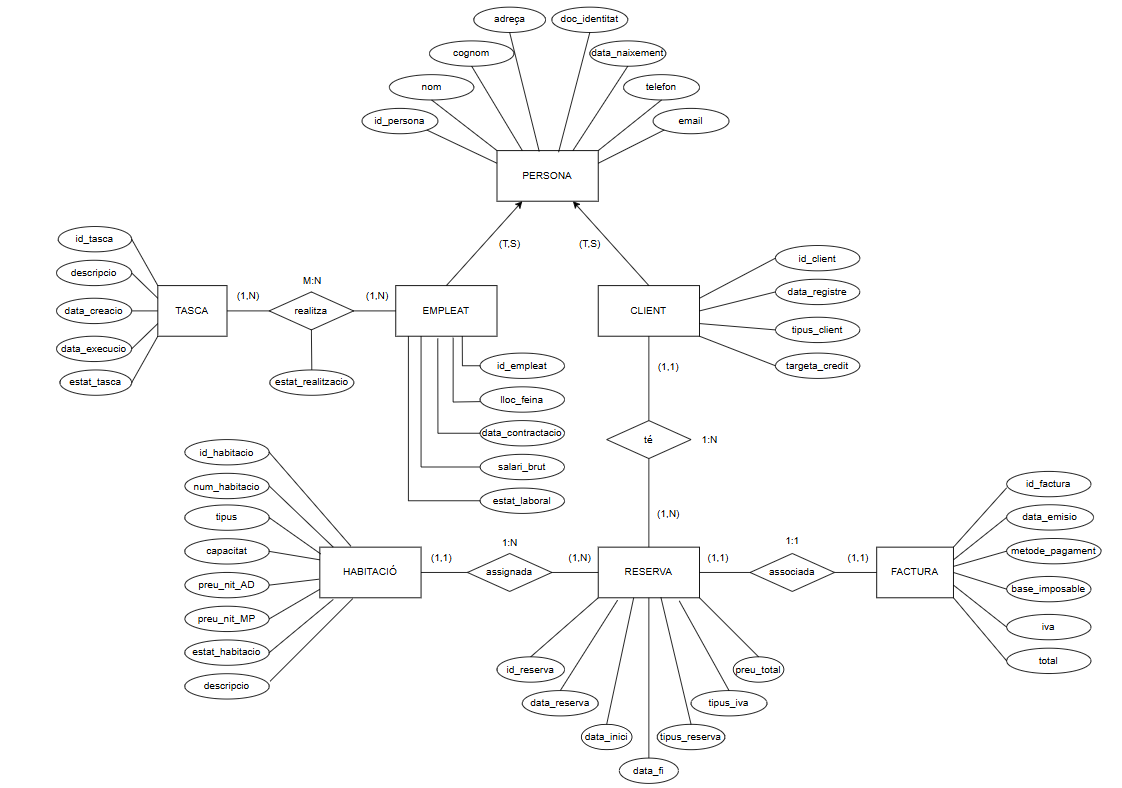 adreça
doc_identitat
cognom
data_naixement
nom
telefon
id_persona
email
PERSONA
(T,S)
(T,S)
id_tasca
descripcio
data_creacio
data_execucio
estat_tasca
TASCA
(1,N)
M:N
realitza
(1,N)
estat_realitzacio
EMPLEAT
id_empleat
lloc_feina
data_contractacio
salari_brut
estat_laboral
CLIENT
id_client
data_registre
tipus_client
targeta_credit
(1,1)
té
1:N
(1,N)
id_habitacio
num_habitacio
tipus
capacitat
preu_nit_AD
preu_nit_MP
estat_habitacio
descripcio
HABITACIÓ
(1,1)
1:N
assignada
(1,N)
RESERVA
(1,1)
1:1
associada
(1,1)
FACTURA
id_factura
data_emisio
metode_pagament
base_imposable
iva
total
id_reserva
data_reserva
data_inici
data_fi
tipus_reserva
tipus_iva
preu_total